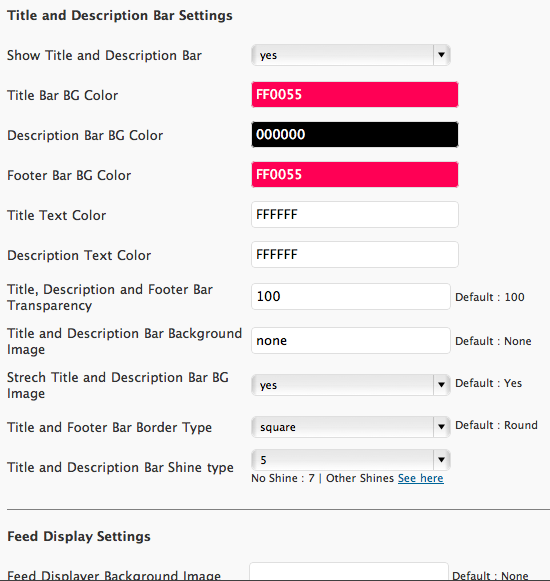 Title and Description Bar Settings
Show Title and Description Bar yes
Title Bar BG Color FF0055
Description Bar BG Color 000000
Footer Bar BG Color FF0055
Title Text Color FFFFFF
Description Text Color FFFFFF
Title, Description and Footer Bar
Transparency 100 Default : 100
Title and Description Bar Background
Image none Default : None
Strech Title and Description Bar BG
Image yes Default : Yes
Title and Footer Bar Border Type square Default : Round
Title and Description Bar Shine type 5
No Shine : 7 | Other Shines See here
Feed Display Settings
Feed Displayer Background Image Default : None